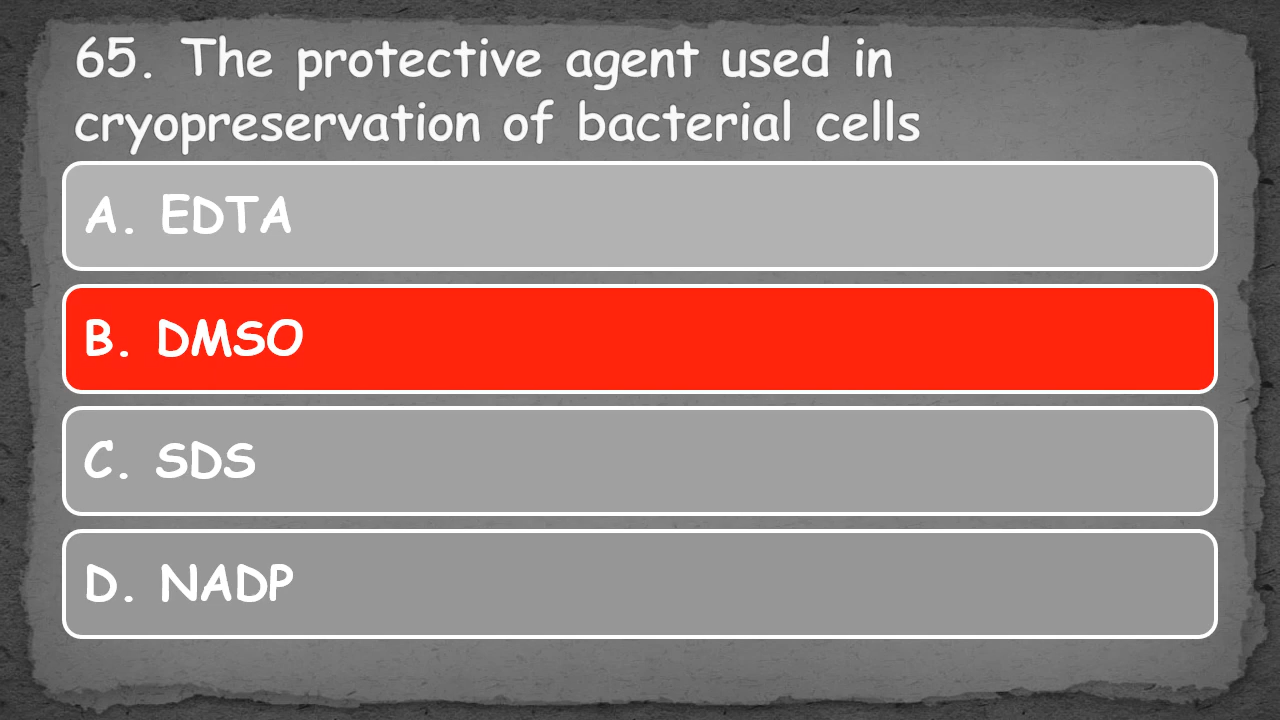 65. The protective agent used in
cryopreservation of bacterial cells
A. EDTA
B. DMSO
C. SDS
D. NADP